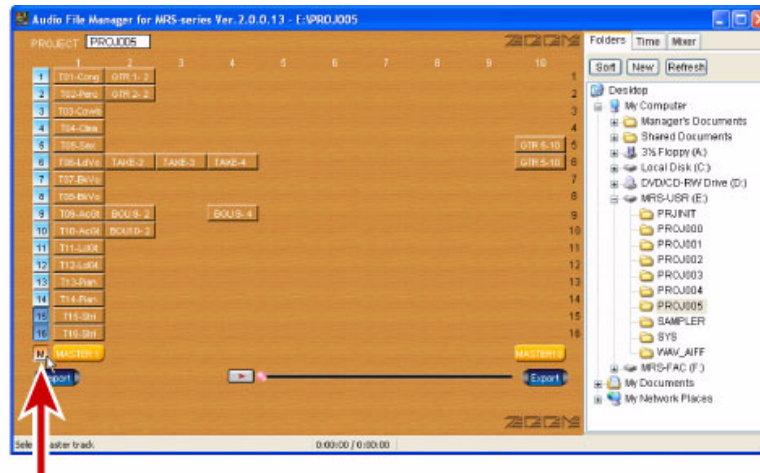 Audio File Manager for MRS-series Ver. 2.0.0.13 - E:\PROJ005
PROJECT PROJ005
ZOOM
1 2 3 4 5 6 7 8 9 10
1 T01-Cong GTR 1- 2 1
2 T02-Perc GTR 2- 2 2
3 T03-Cowb 3
4 4
5 T05-Sax GTR 5-10 5
6 T06-LdVo TAKE-2 TAKE-3 TAKE-4 GTR 5-10 6
7 T07-BkVo 7
8 T08-BkVo 8
9 T09-AcGt BOU 9- 2 BOU 9- 4 9
10 T10-AcGt BOU10- 2 10
11 T11-LdGt 11
12 T12-LdGt 12
13 T13-Pian 13
14 T14-Pian 14
15 T15-Stri 15
16 T16-Stri 16
M MASTER 1 MASTER10
port Export
ZOOM
Sele aster track 0:00:00 / 0:00:00
Folders Time Mixer
Sort New Refresh
Desktop
My Computer
Manager's Documents
Shared Documents
3½ Floppy (A:)
Local Disk (C:)
DVD/CD-RW Drive (D:)
MRS-USR (E:)
PRJINIT
PROJ000
PROJ001
PROJ002
PROJ003
PROJ004
PROJ005
SAMPLER
SYS
WAV_AIFF
MRS-FAC (F:)
My Documents
My Network Places